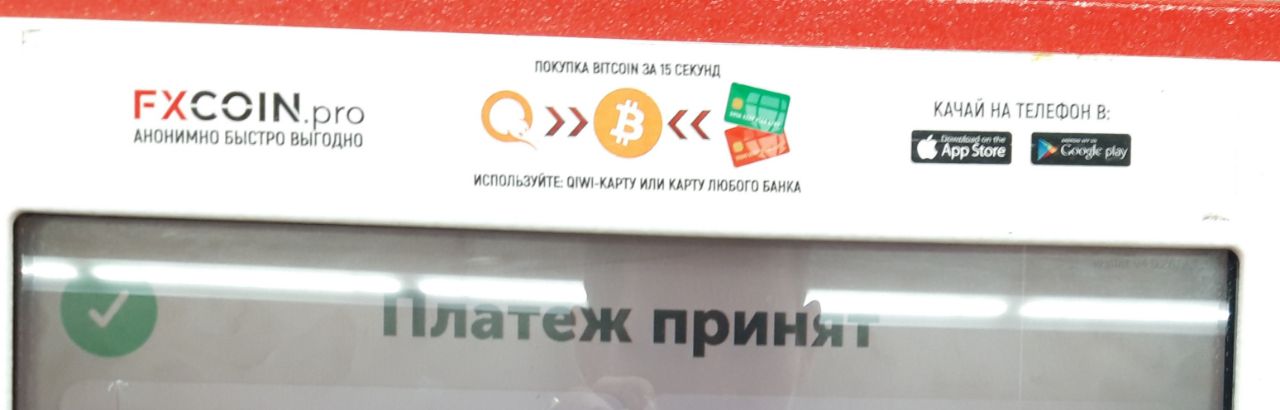 FXCOIN.pro
АНОНИМНО БЫСТРО ВЫГОДНО
ПОКУПКА BITCOIN ЗА 15 СЕКУНД
ИСПОЛЬЗУЙТЕ: QIWI-КАРТУ ИЛИ КАРТУ ЛЮБОГО БАНКА
КАЧАЙ НА ТЕЛЕФОН В:
Download on the
App Store
Google play
Платеж принят